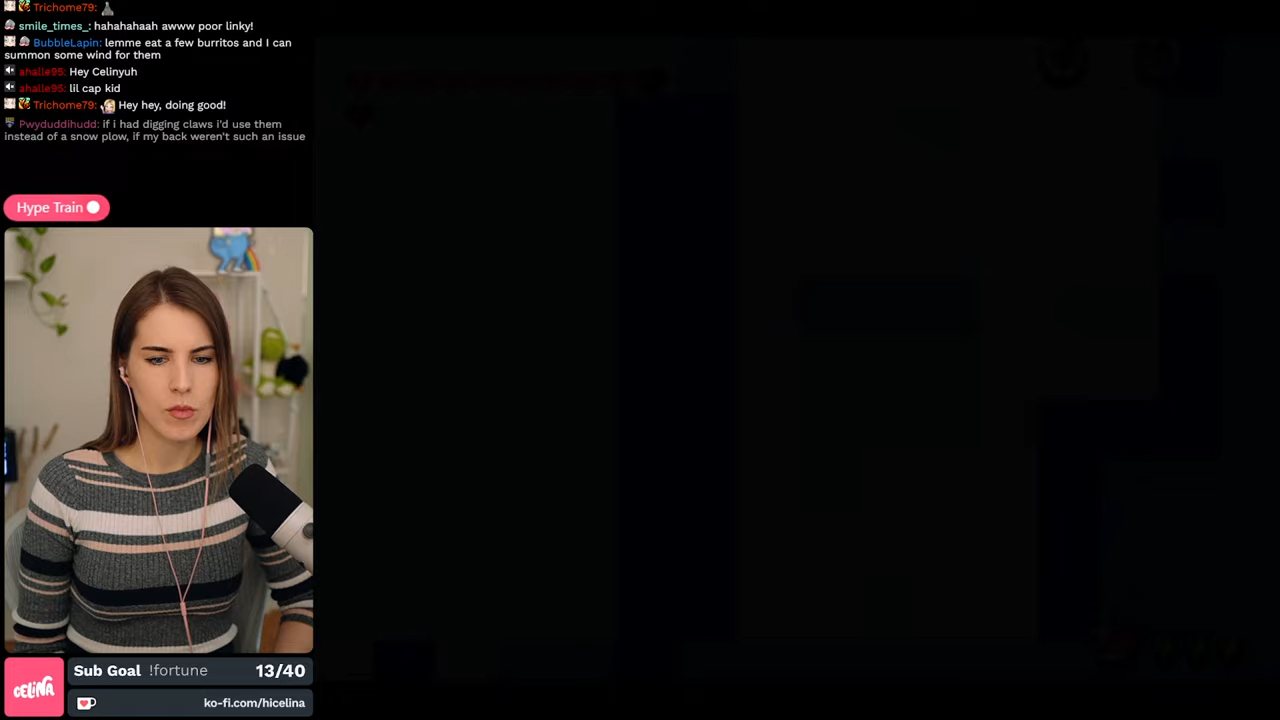 Trichome79:
smile_times_: hahahahaah awww poor linky!
BubbleLapin: lemme eat a few burritos and I can
summon some wind for them
ahalle95: Hey Celinyuh
ahalle95: lil cap kid
Trichome79: Hey hey, doing good!
Pwyduddihudd: if i had digging claws i'd use them
instead of a snow plow, if my back weren't such an issue
Hype Train
CELINA
Sub Goal !fortune 13/40
ko-fi.com/hicelina